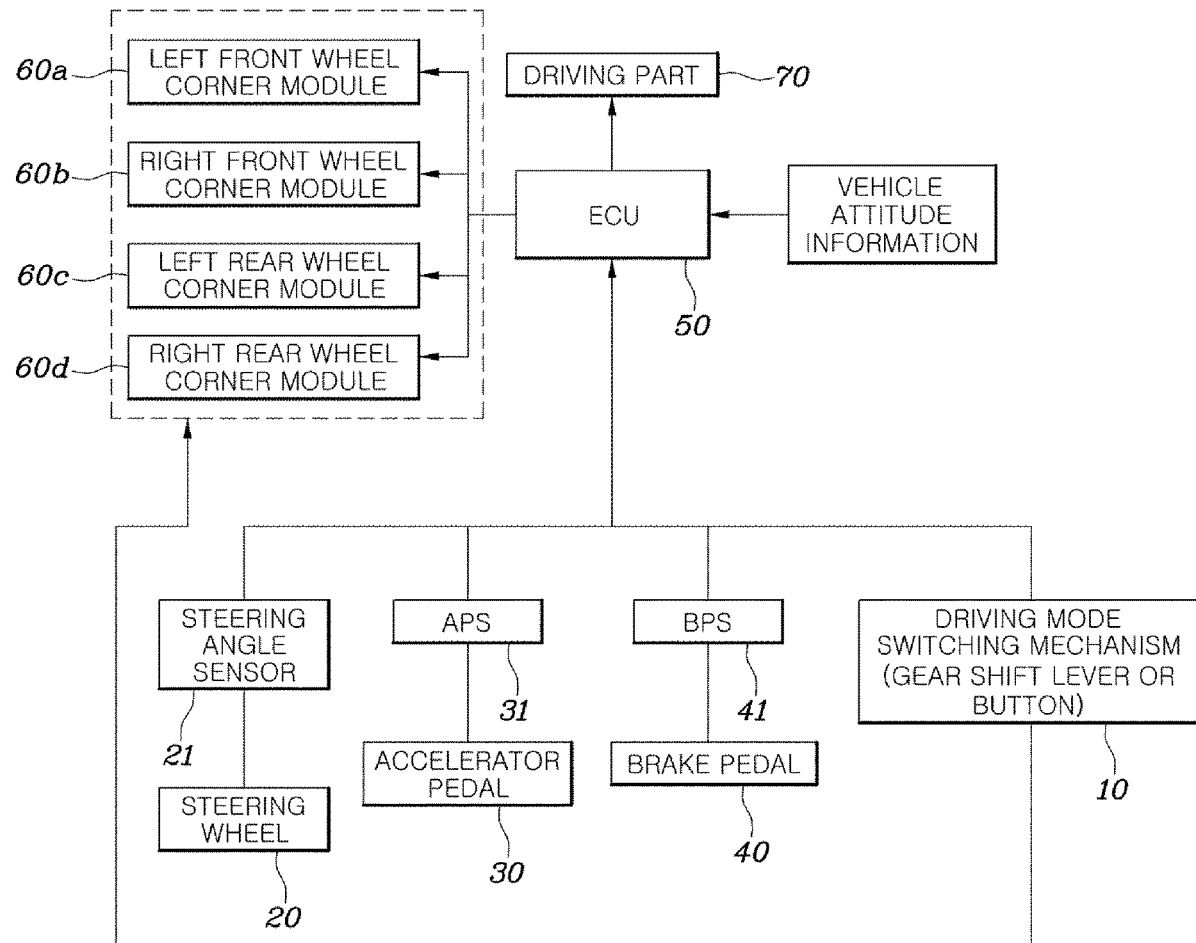 60a
LEFT FRONT WHEEL
CORNER MODULE
60b
RIGHT FRONT WHEEL
CORNER MODULE
60c
LEFT REAR WHEEL
CORNER MODULE
60d
RIGHT REAR WHEEL
CORNER MODULE
DRIVING PART
70
ECU
50
VEHICLE
ATTITUDE
INFORMATION
STEERING
ANGLE
SENSOR
21
STEERING
WHEEL
20
APS
31
ACCELERATOR
PEDAL
30
BPS
41
BRAKE PEDAL
40
DRIVING MODE
SWITCHING MECHANISM
(GEAR SHIFT LEVER OR
BUTTON)
10